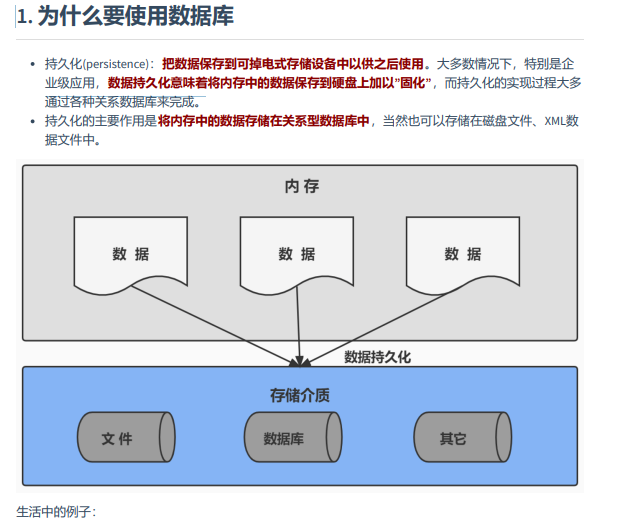 1. 为什么要使用数据库
持久化(persistence)：把数据保存到可掉电式存储设备中以供之后使用。大多数情况下，特别是企
业级应用，数据持久化意味着将内存中的数据保存到硬盘上加以”固化”，而持久化的实现过程大多
通过各种关系数据库来完成。
持久化的主要作用是将内存中的数据存储在关系型数据库中，当然也可以存储在磁盘文件、XML数
据文件中。
内 存
数 据
数 据
数 据
数据持久化
存储介质
文 件
数据库
其它
生活中的例子：